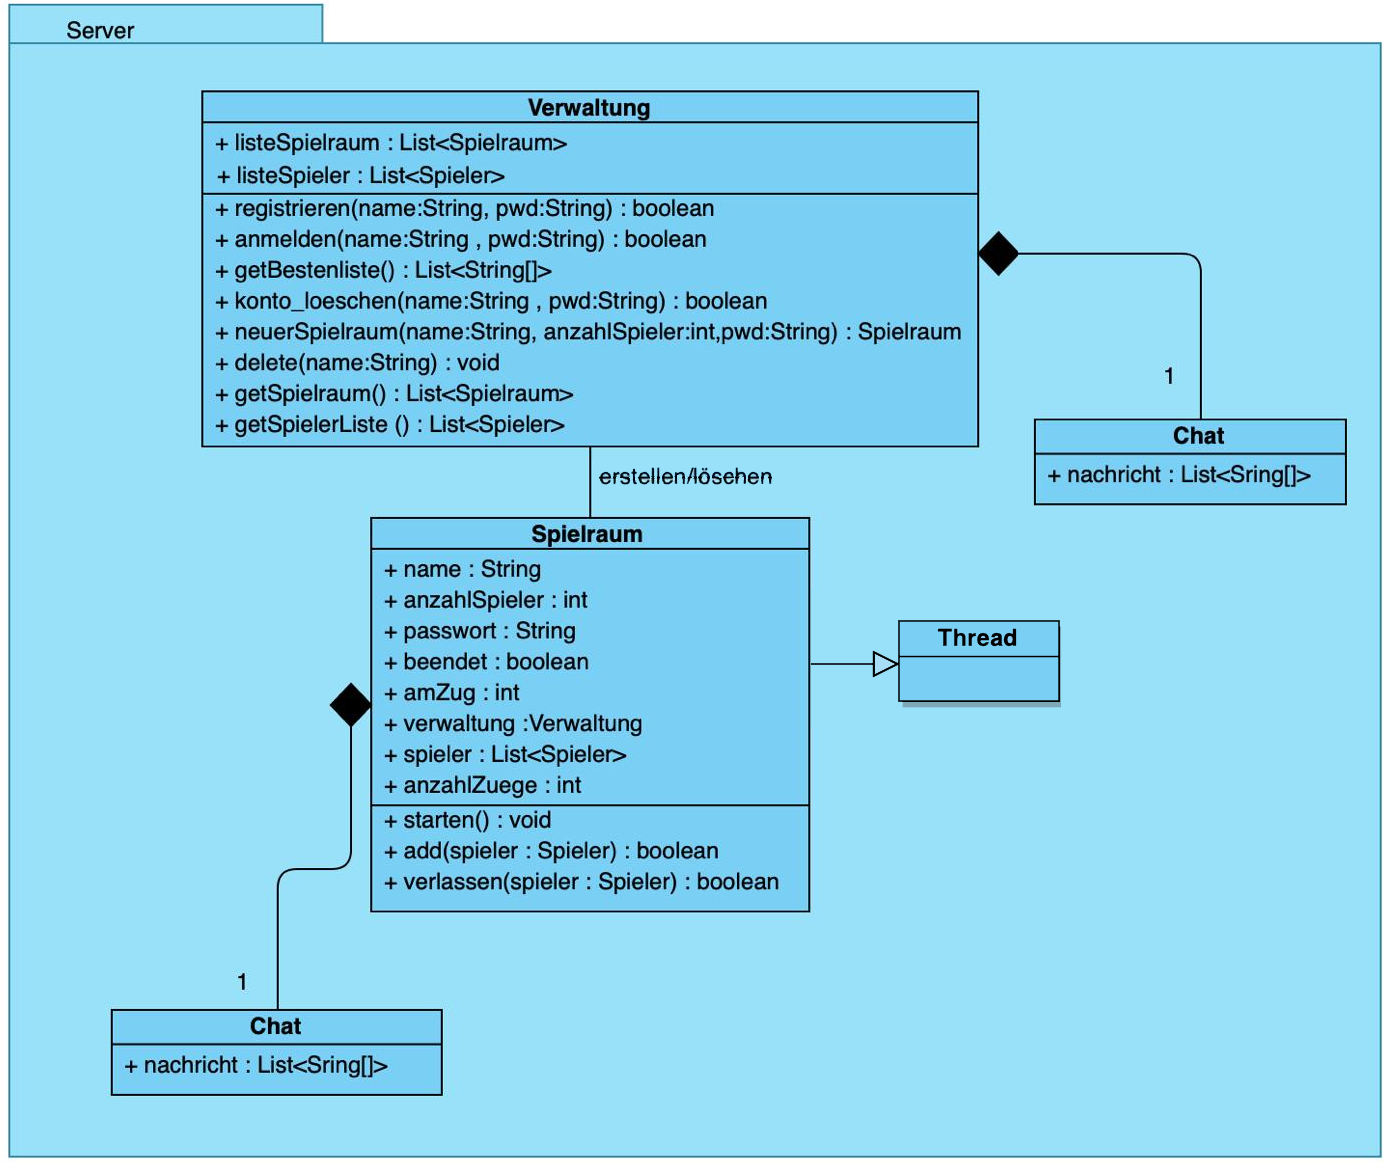 Server
Verwaltung
+ listeSpielraum : List<Spielraum>
+ listeSpieler : List<Spieler>
+ registrieren(name:String, pwd:String) : boolean
+ anmelden(name:String , pwd:String) : boolean
+ getBestenliste() : List<String[]>
+ konto_loeschen(name:String , pwd:String) : boolean
+ neuerSpielraum(name:String, anzahlSpieler:int,pwd:String) : Spielraum
+ delete(name:String) : void
+ getSpielraum() : List<Spielraum>
+ getSpielerListe () : List<Spieler>
1
Chat
+ nachricht : List<Sring[]>
erstellen/löschen
Spielraum
+ name : String
+ anzahlSpieler : int
+ passwort : String
+ beendet : boolean
+ amZug : int
+ verwaltung :Verwaltung
+ spieler : List<Spieler>
+ anzahlZuege : int
+ starten() : void
+ add(spieler : Spieler) : boolean
+ verlassen(spieler : Spieler) : boolean
Thread
1
Chat
+ nachricht : List<Sring[]>